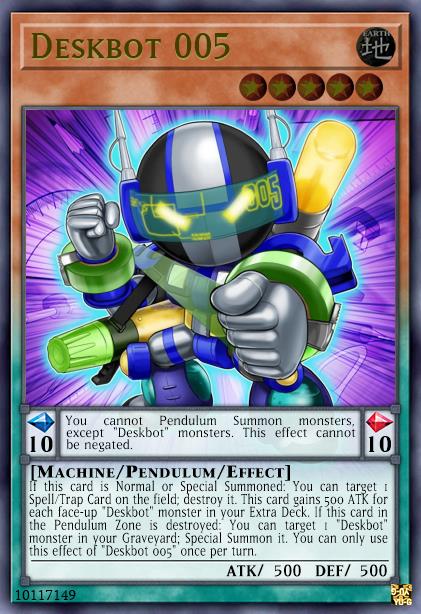 Deskbot 005
EARTH
地
005
You cannot Pendulum Summon monsters,
except "Deskbot" monsters. This effect cannot
be negated.
10
10
[Machine/Pendulum/Effect]
If this card is Normal or Special Summoned: You can target 1
Spell/Trap Card on the field; destroy it. This card gains 500 ATK for
each face-up "Deskbot" monster in your Extra Deck. If this card in
the Pendulum Zone is destroyed: You can target 1 "Deskbot"
monster in your Graveyard; Special Summon it. You can only use
this effect of "Deskbot 005" once per turn.
ATK/ 500 DEF/ 500
10117149